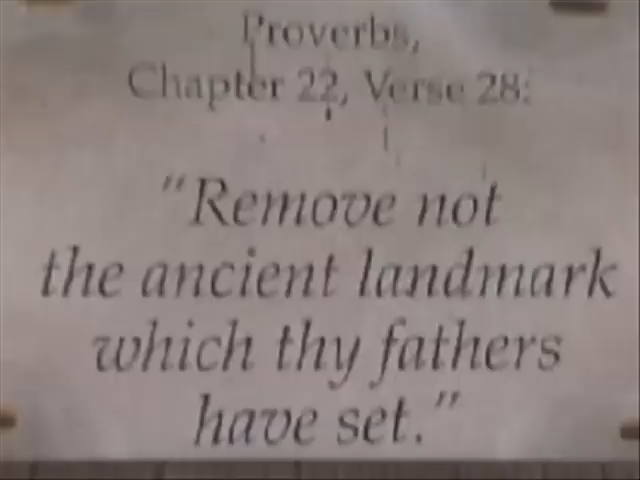 Proverbs,
Chapter 22, Verse 28:
"Remove not
the ancient landmark
which thy fathers
have set."